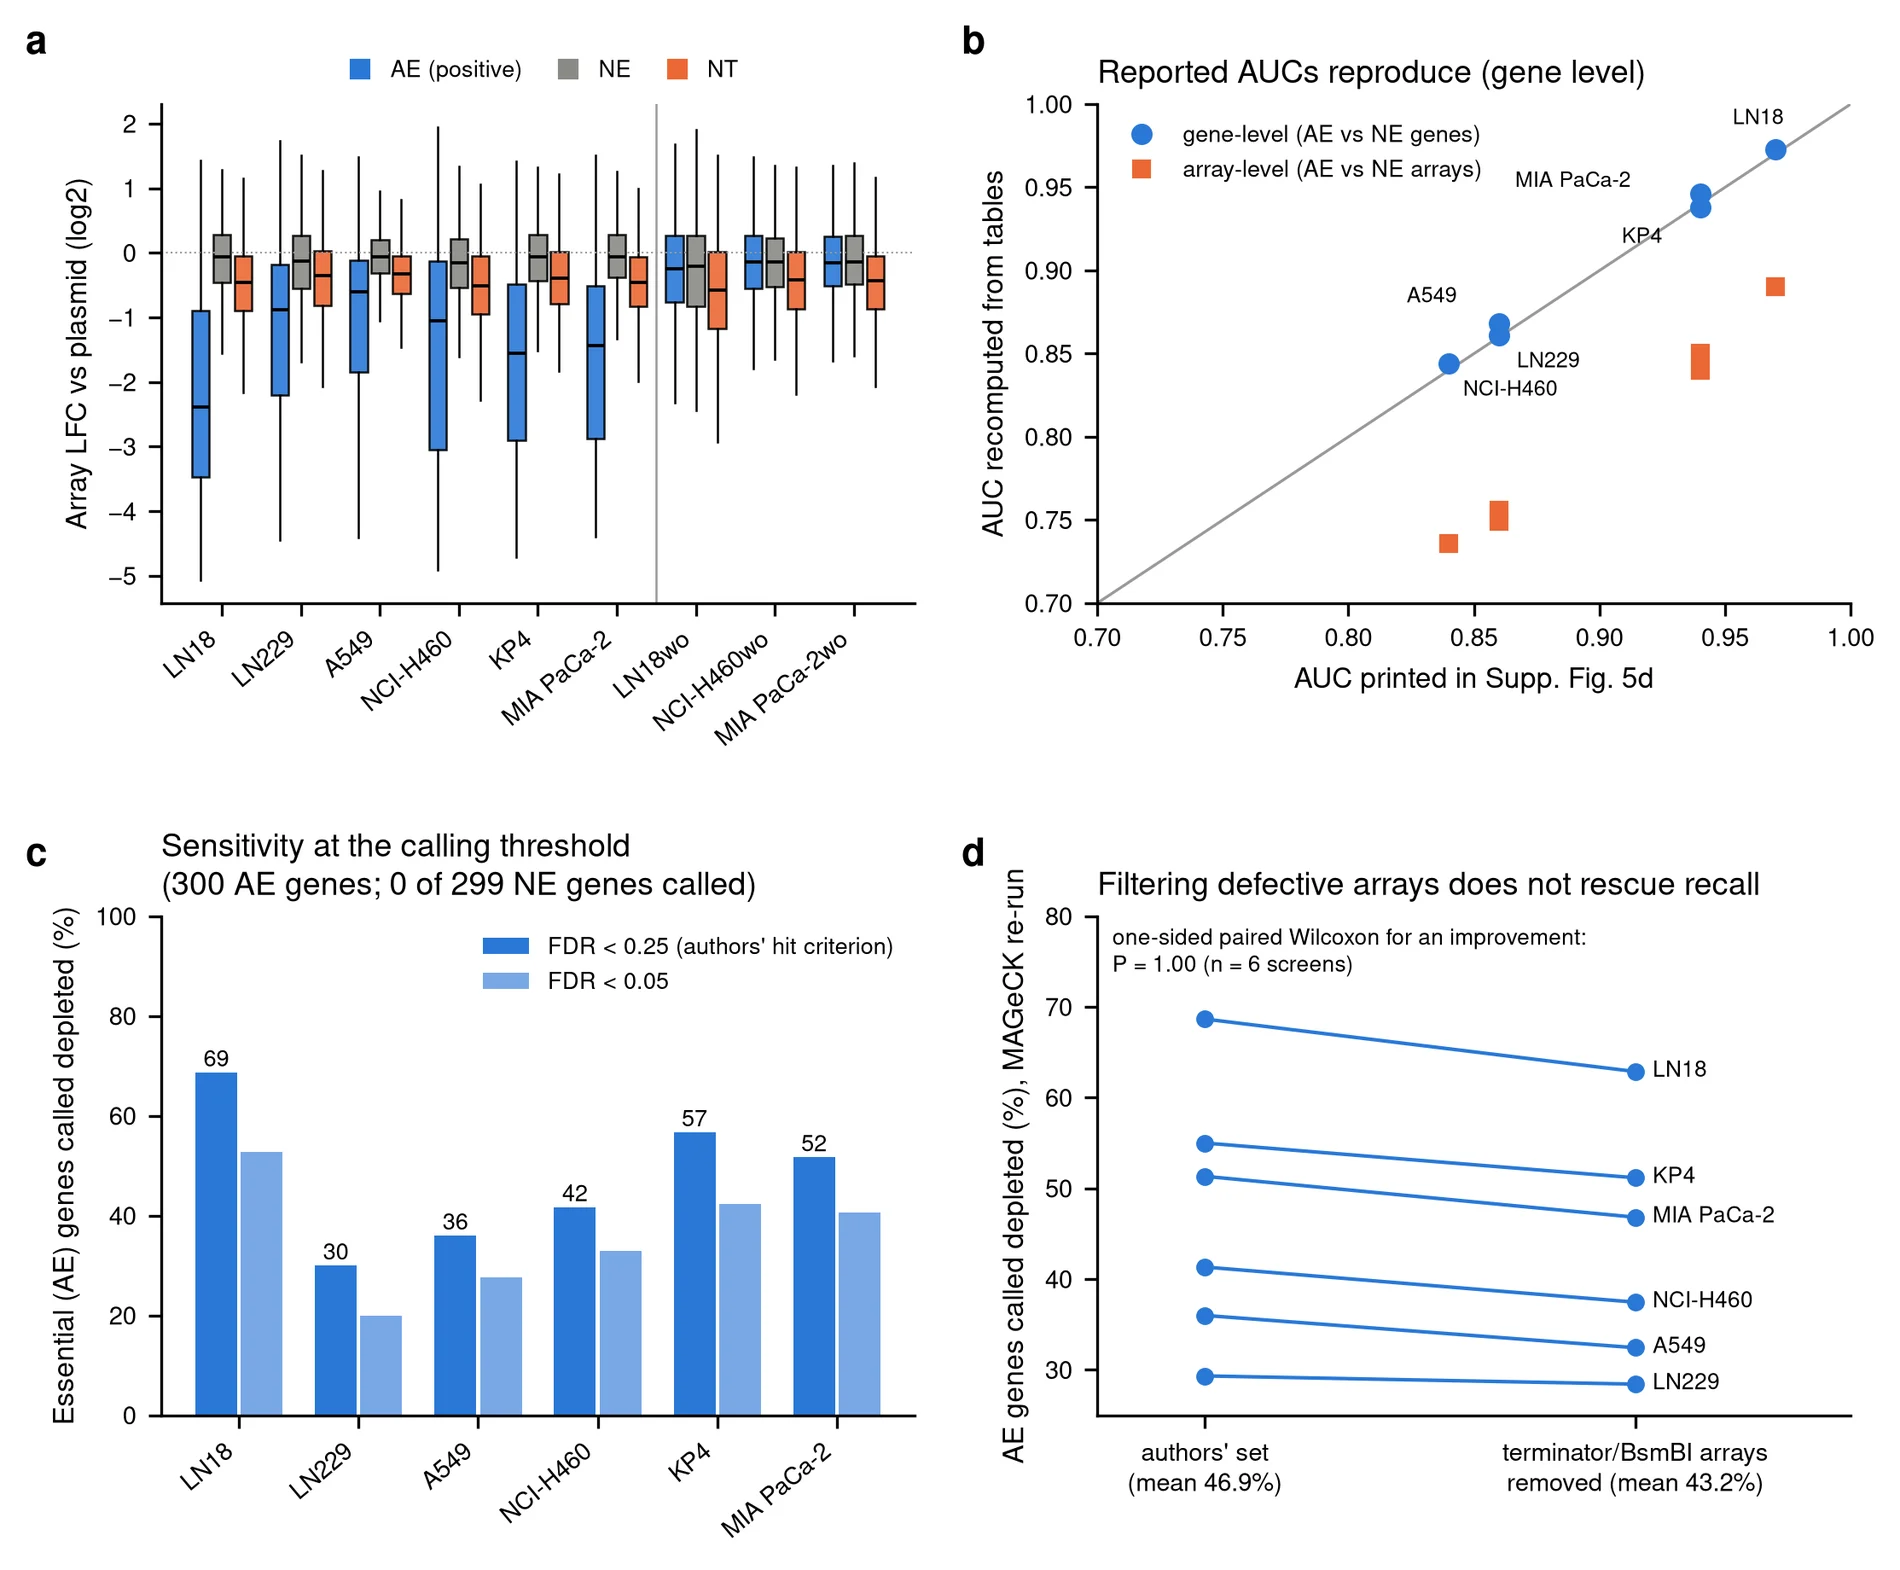 a
AE (positive)
NE
NT
Array LFC vs plasmid (log2)
2
1
0
−1
−2
−3
−4
−5
LN18
LN229
A549
NCI-H460
KP4
MIA PaCa-2
LN18wo
NCI-H460wo
MIA PaCa-2wo
b
Reported AUCs reproduce (gene level)
gene-level (AE vs NE genes)
array-level (AE vs NE arrays)
AUC recomputed from tables
1.00
0.95
0.90
0.85
0.80
0.75
0.70
LN18
MIA PaCa-2
KP4
A549
LN229
NCI-H460
0.70
0.75
0.80
0.85
0.90
0.95
1.00
AUC printed in Supp. Fig. 5d
c
Sensitivity at the calling threshold
(300 AE genes; 0 of 299 NE genes called)
FDR < 0.25 (authors' hit criterion)
FDR < 0.05
Essential (AE) genes called depleted (%)
100
80
60
40
20
0
69
30
36
42
57
52
LN18
LN229
A549
NCI-H460
KP4
MIA PaCa-2
d
Filtering defective arrays does not rescue recall
one-sided paired Wilcoxon for an improvement:
P = 1.00 (n = 6 screens)
AE genes called depleted (%), MAGeCK re-run
80
70
60
50
40
30
LN18
KP4
MIA PaCa-2
NCI-H460
A549
LN229
authors' set
(mean 46.9%)
terminator/BsmBI arrays
removed (mean 43.2%)